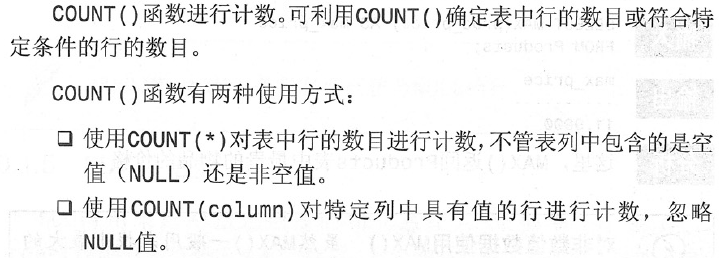 COUNT()函数进行计数。可利用COUNT()确定表中行的数目或符合特
定条件的行的数目。
COUNT()函数有两种使用方式：
❑ 使用COUNT(*)对表中行的数目进行计数，不管表列中包含的是空
值（NULL）还是非空值。
❑ 使用COUNT(column)对特定列中具有值的行进行计数，忽略
NULL值。